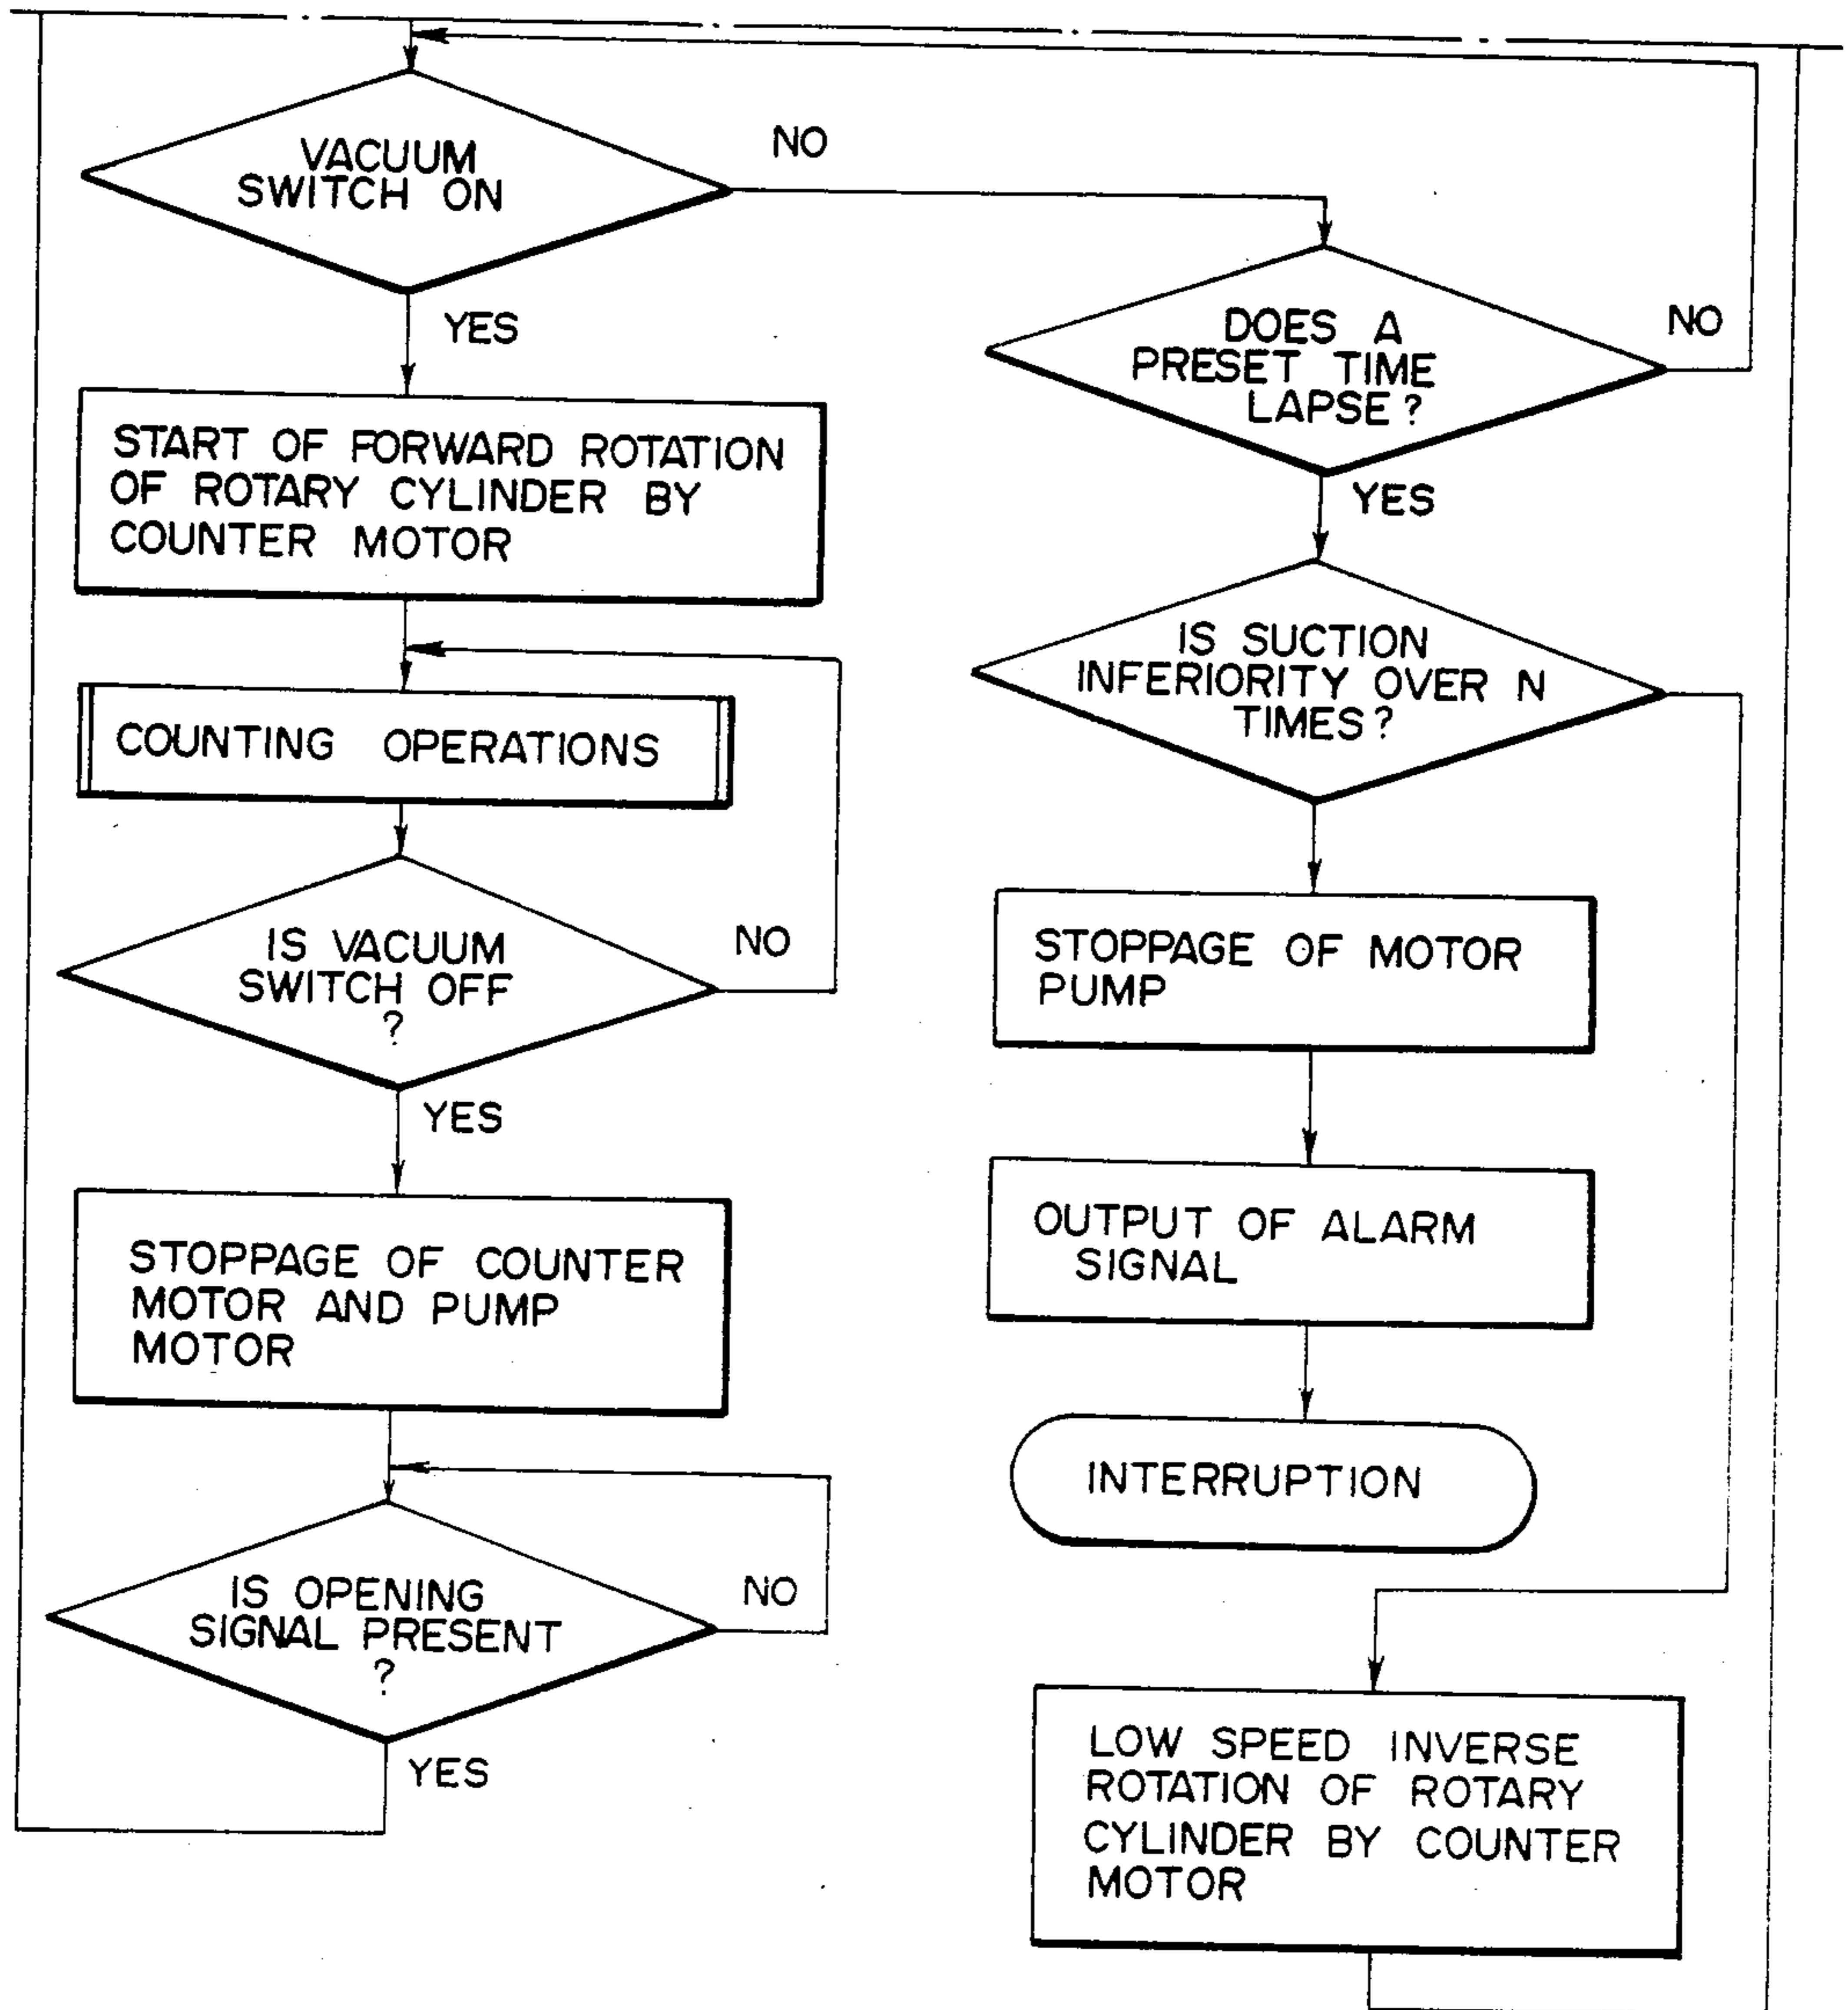 VACUUM
SWITCH ON
NO
YES
DOES A
PRESET TIME
LAPSE?
NO
YES
START OF FORWARD ROTATION
OF ROTARY CYLINDER BY
COUNTER MOTOR
IS SUCTION
INFERIORITY OVER N
TIMES?
COUNTING OPERATIONS
IS VACUUM
SWITCH OFF
?
NO
YES
STOPPAGE OF MOTOR
PUMP
OUTPUT OF ALARM
SIGNAL
STOPPAGE OF COUNTER
MOTOR AND PUMP
MOTOR
INTERRUPTION
IS OPENING
SIGNAL PRESENT
?
NO
YES
LOW SPEED INVERSE
ROTATION OF ROTARY
CYLINDER BY COUNTER
MOTOR